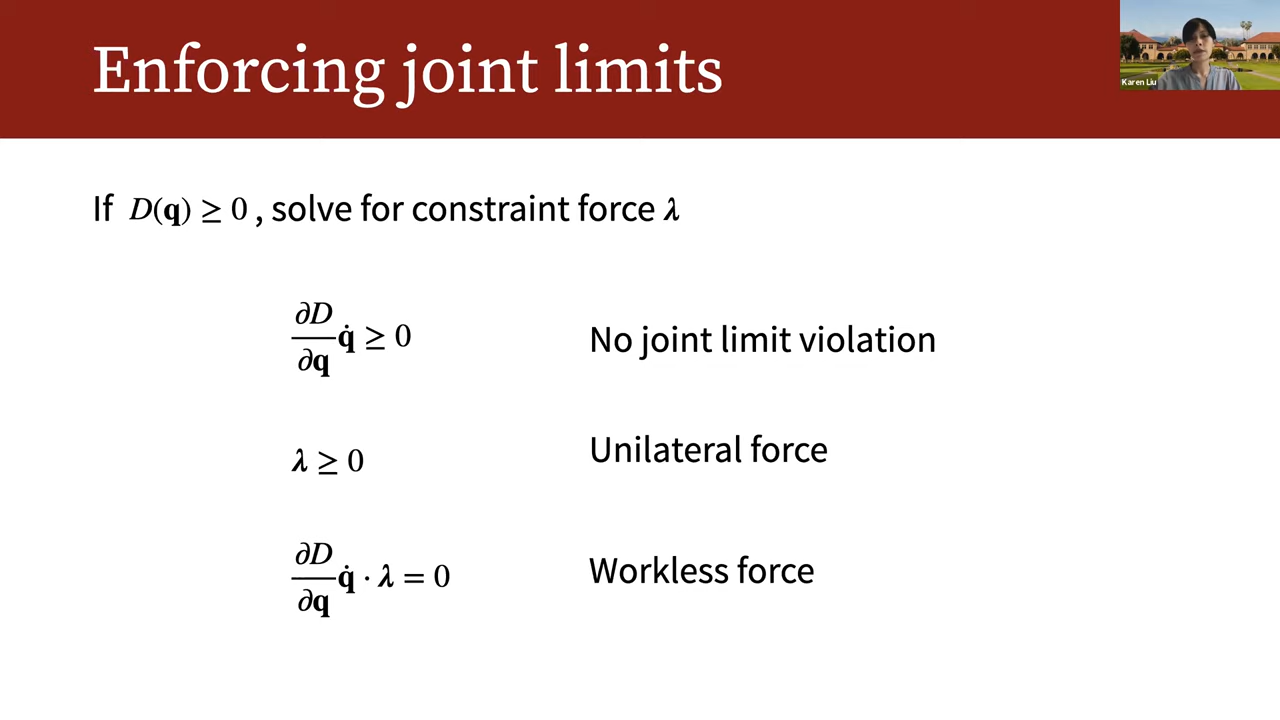 Enforcing joint limits
Karen Liu
If D(q) ≥ 0 , solve for constraint force λ
∂D/∂q q̇ ≥ 0 No joint limit violation
λ ≥ 0 Unilateral force
∂D/∂q q̇ · λ = 0 Workless force